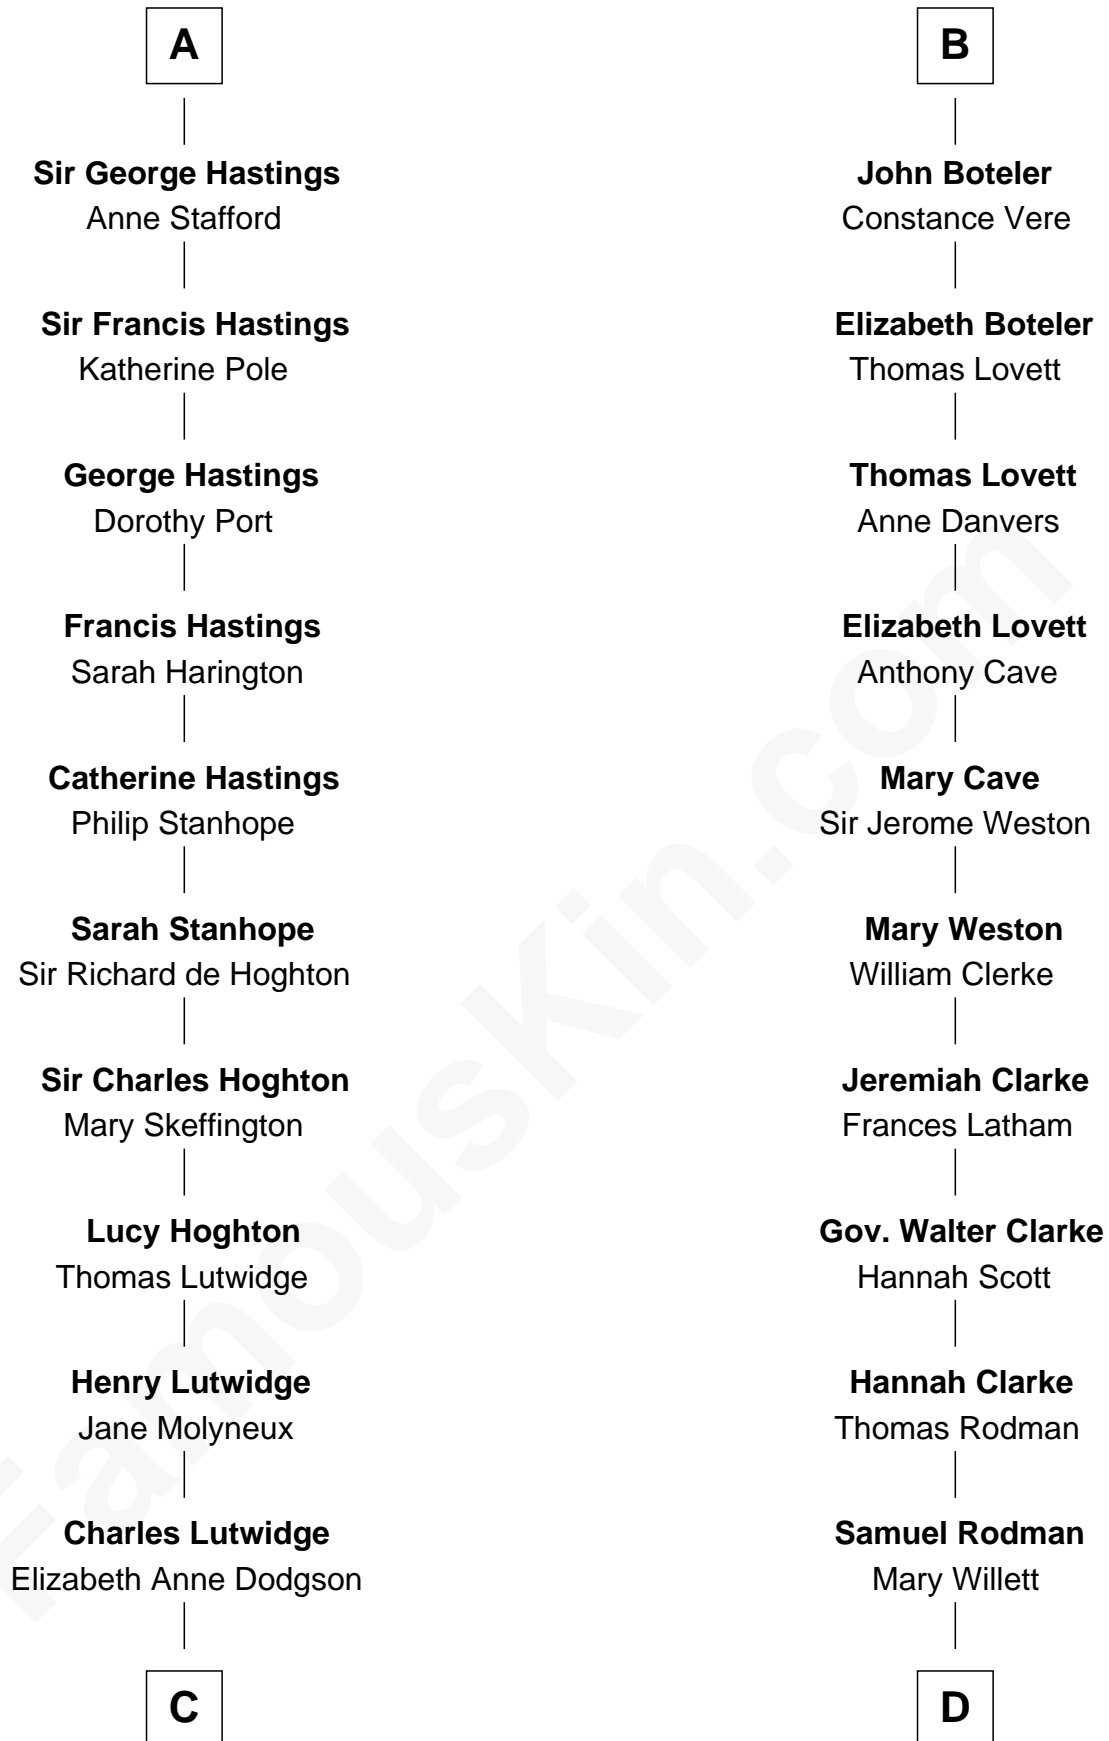 A
Sir George Hastings
Anne Stafford
Sir Francis Hastings
Katherine Pole
George Hastings
Dorothy Port
Francis Hastings
Sarah Harington
Catherine Hastings
Philip Stanhope
Sarah Stanhope
Sir Richard de Hoghton
Sir Charles Hoghton
Mary Skeffington
Lucy Hoghton
Thomas Lutwidge
Henry Lutwidge
Jane Molyneux
Charles Lutwidge
Elizabeth Anne Dodgson
C
B
John Boteler
Constance Vere
Elizabeth Boteler
Thomas Lovett
Thomas Lovett
Anne Danvers
Elizabeth Lovett
Anthony Cave
Mary Cave
Sir Jerome Weston
Mary Weston
William Clerke
Jeremiah Clarke
Frances Latham
Gov. Walter Clarke
Hannah Scott
Hannah Clarke
Thomas Rodman
Samuel Rodman
Mary Willett
D
FamousKin.com